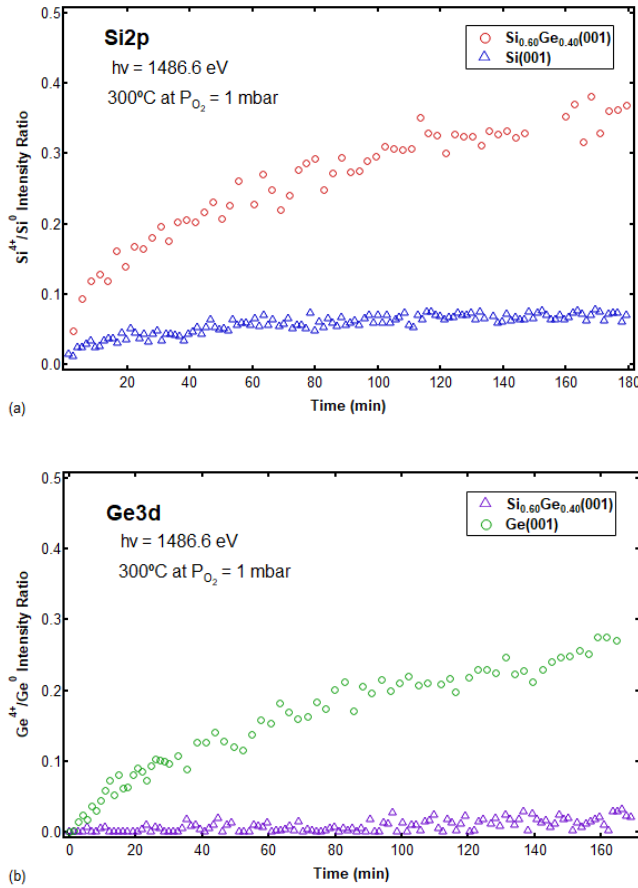 0.5
0.4
0.3
0.2
0.1
0.0
Si⁴⁺/Si⁰ Intensity Ratio
Si2p
hν = 1486.6 eV
300ºC at P_O₂ = 1 mbar
Si₀.₆₀Ge₀.₄₀(001)
Si(001)
20 40 60 80 100 120 140 160 180
Time (min)
(a)
0.5
0.4
0.3
0.2
0.1
0.0
Ge⁴⁺/Ge⁰ Intensity Ratio
Ge3d
hν = 1486.6 eV
300ºC at P_O₂ = 1 mbar
Si₀.₆₀Ge₀.₄₀(001)
Ge(001)
0 20 40 60 80 100 120 140 160
Time (min)
(b)